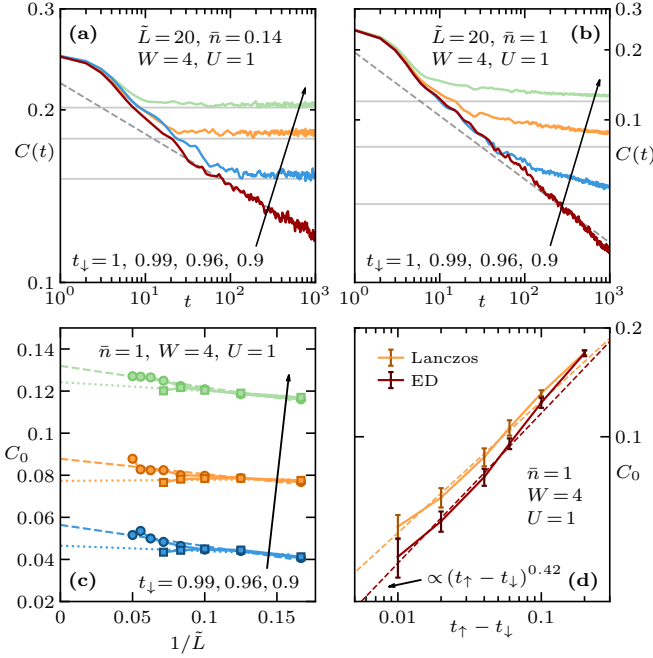 0.3
0.2
0.1
C(t)
(a)
L̃ = 20, n̄ = 0.14
W = 4, U = 1
t↓ = 1, 0.99, 0.96, 0.9
10⁰ 10¹ 10² 10³
t
L̃ = 20, n̄ = 1
(b)
W = 4, U = 1
t↓ = 1, 0.99, 0.96, 0.9
0.3
0.2
0.1
C(t)
10⁰ 10¹ 10² 10³
t
0.14
0.12
0.1
C₀
0.08
0.06
0.04
0.02
n̄ = 1, W = 4, U = 1
(c)
t↓ = 0.99, 0.96, 0.9
0 0.05 0.1 0.15
1/L̃
Lanczos
ED
n̄ = 1
W = 4
U = 1
∝(t↑ − t↓)^0.42
(d)
0.2
0.1
C₀
0.01 0.1
t↑ − t↓